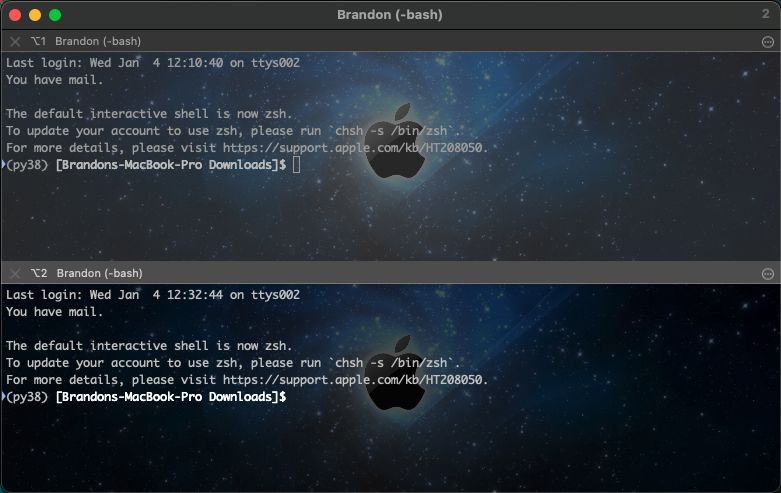 Brandon (-bash)
2
⌥1 Brandon (-bash)
Last login: Wed Jan  4 12:10:40 on ttys002
You have mail.
The default interactive shell is now zsh.
To update your account to use zsh, please run `chsh -s /bin/zsh`.
For more details, please visit https://support.apple.com/kb/HT208050.
(py38) [Brandons-MacBook-Pro Downloads]$
⌥2 Brandon (-bash)
Last login: Wed Jan  4 12:32:44 on ttys002
You have mail.
The default interactive shell is now zsh.
To update your account to use zsh, please run `chsh -s /bin/zsh`.
For more details, please visit https://support.apple.com/kb/HT208050.
(py38) [Brandons-MacBook-Pro Downloads]$